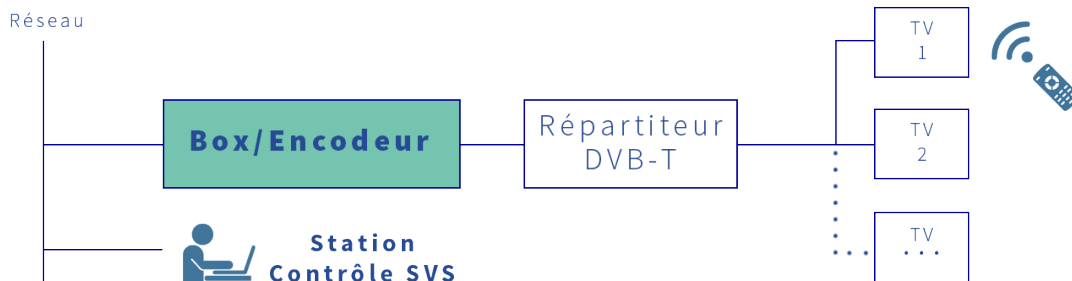 Réseau
Box/Encodeur
Répartiteur
DVB-T
TV
1
TV
2
TV
...
Station
Contrôle SVS